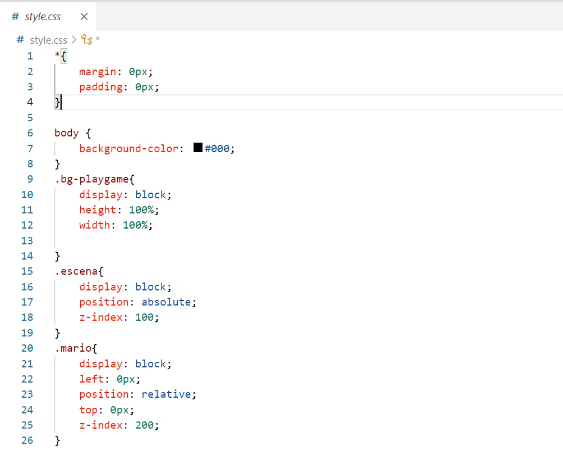 # style.css ×
# style.css > *
1 *{
2 margin: 0px;
3 padding: 0px;
4 }
5
6 body {
7 background-color: #000;
8 }
9 .bg-playgame{
10 display: block;
11 height: 100%;
12 width: 100%;
13
14 }
15 .escena{
16 display: block;
17 position: absolute;
18 z-index: 100;
19 }
20 .mario{
21 display: block;
22 left: 0px;
23 position: relative;
24 top: 0px;
25 z-index: 200;
26 }